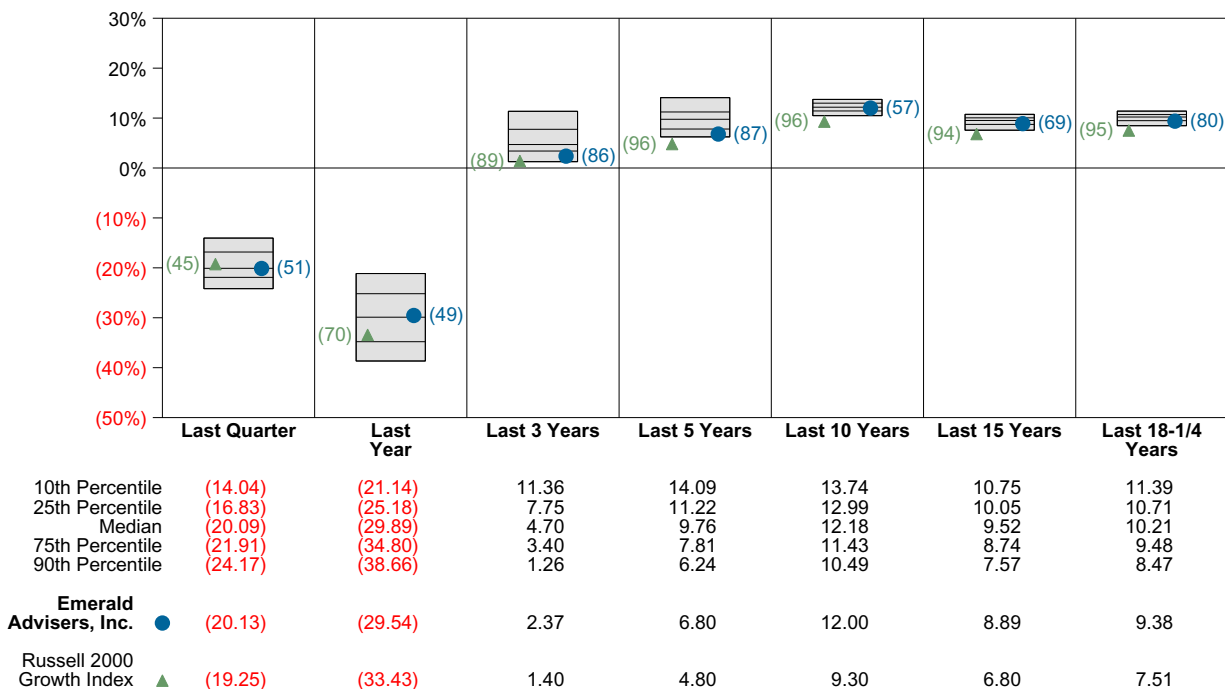 30%
20%
10%
0%
(10%)
(20%)
(30%)
(40%)
(50%)
(45) (51)
(70) (49)
(89) (86)
(96) (87)
(96) (57)
(94) (69)
(95) (80)
Last Quarter Last Year Last 3 Years Last 5 Years Last 10 Years Last 15 Years Last 18-1/4 Years
10th Percentile (14.04) (21.14) 11.36 14.09 13.74 10.75 11.39
25th Percentile (16.83) (25.18) 7.75 11.22 12.99 10.05 10.71
Median (20.09) (29.89) 4.70 9.76 12.18 9.52 10.21
75th Percentile (21.91) (34.80) 3.40 7.81 11.43 8.74 9.48
90th Percentile (24.17) (38.66) 1.26 6.24 10.49 7.57 8.47
Emerald
Advisers, Inc. (20.13) (29.54) 2.37 6.80 12.00 8.89 9.38
Russell 2000
Growth Index (19.25) (33.43) 1.40 4.80 9.30 6.80 7.51